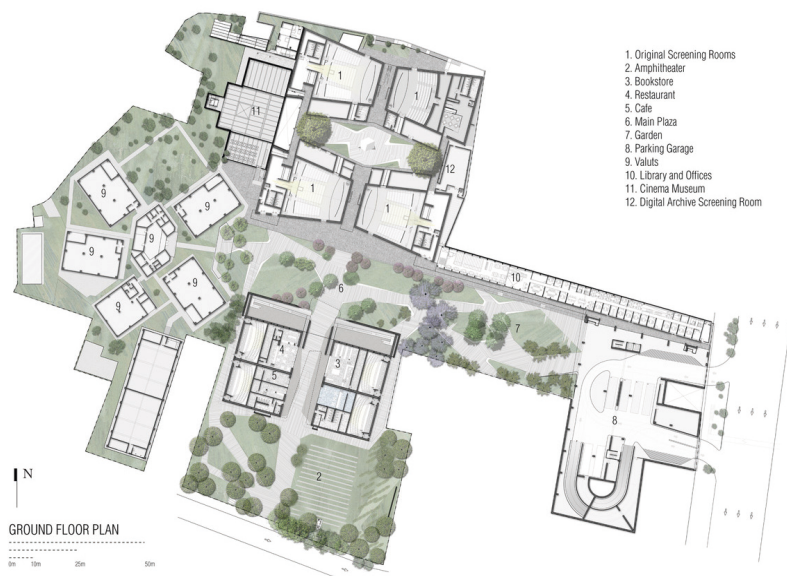 1. Original Screening Rooms
2. Amphitheater
3. Bookstore
4. Restaurant
5. Cafe
6. Main Plaza
7. Garden
8. Parking Garage
9. Valuts
10. Library and Offices
11. Cinema Museum
12. Digital Archive Screening Room
1
1
11
12
1
1
9
9
9
9
9
9
10
6
7
4
3
5
8
2
N
GROUND FLOOR PLAN
0m 10m 25m 50m